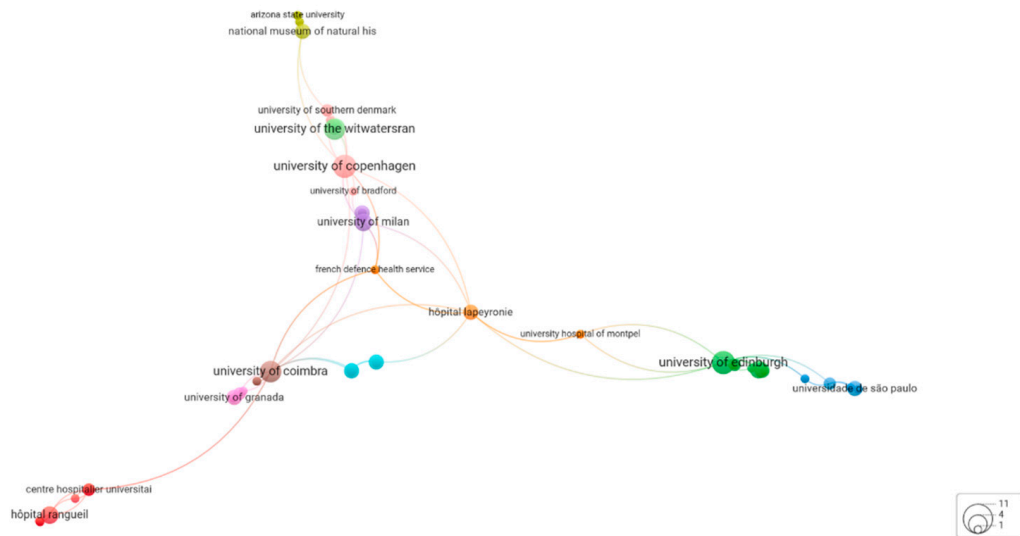 arizona state university
national museum of natural his
university of southern denmark
university of the witwatersran
university of copenhagen
university of bradford
university of milan
french defence health service
hôpital lapeyronie
university hospital of montpel
university of edinburgh
university of coimbra
universidade de são paulo
university of granada
centre hospitalier universitai
hôpital rangueil
11
4
1